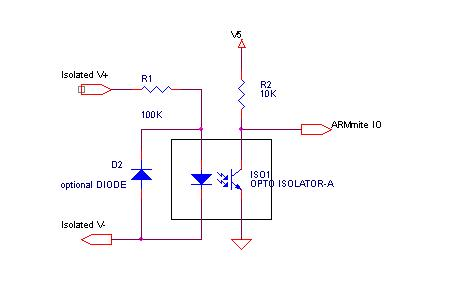 V5
Isolated V+
R1
R2
10K
100K
ARMmite IO
D2
optional DIODE
ISO1
OPTO ISOLATOR-A
Isolated V-